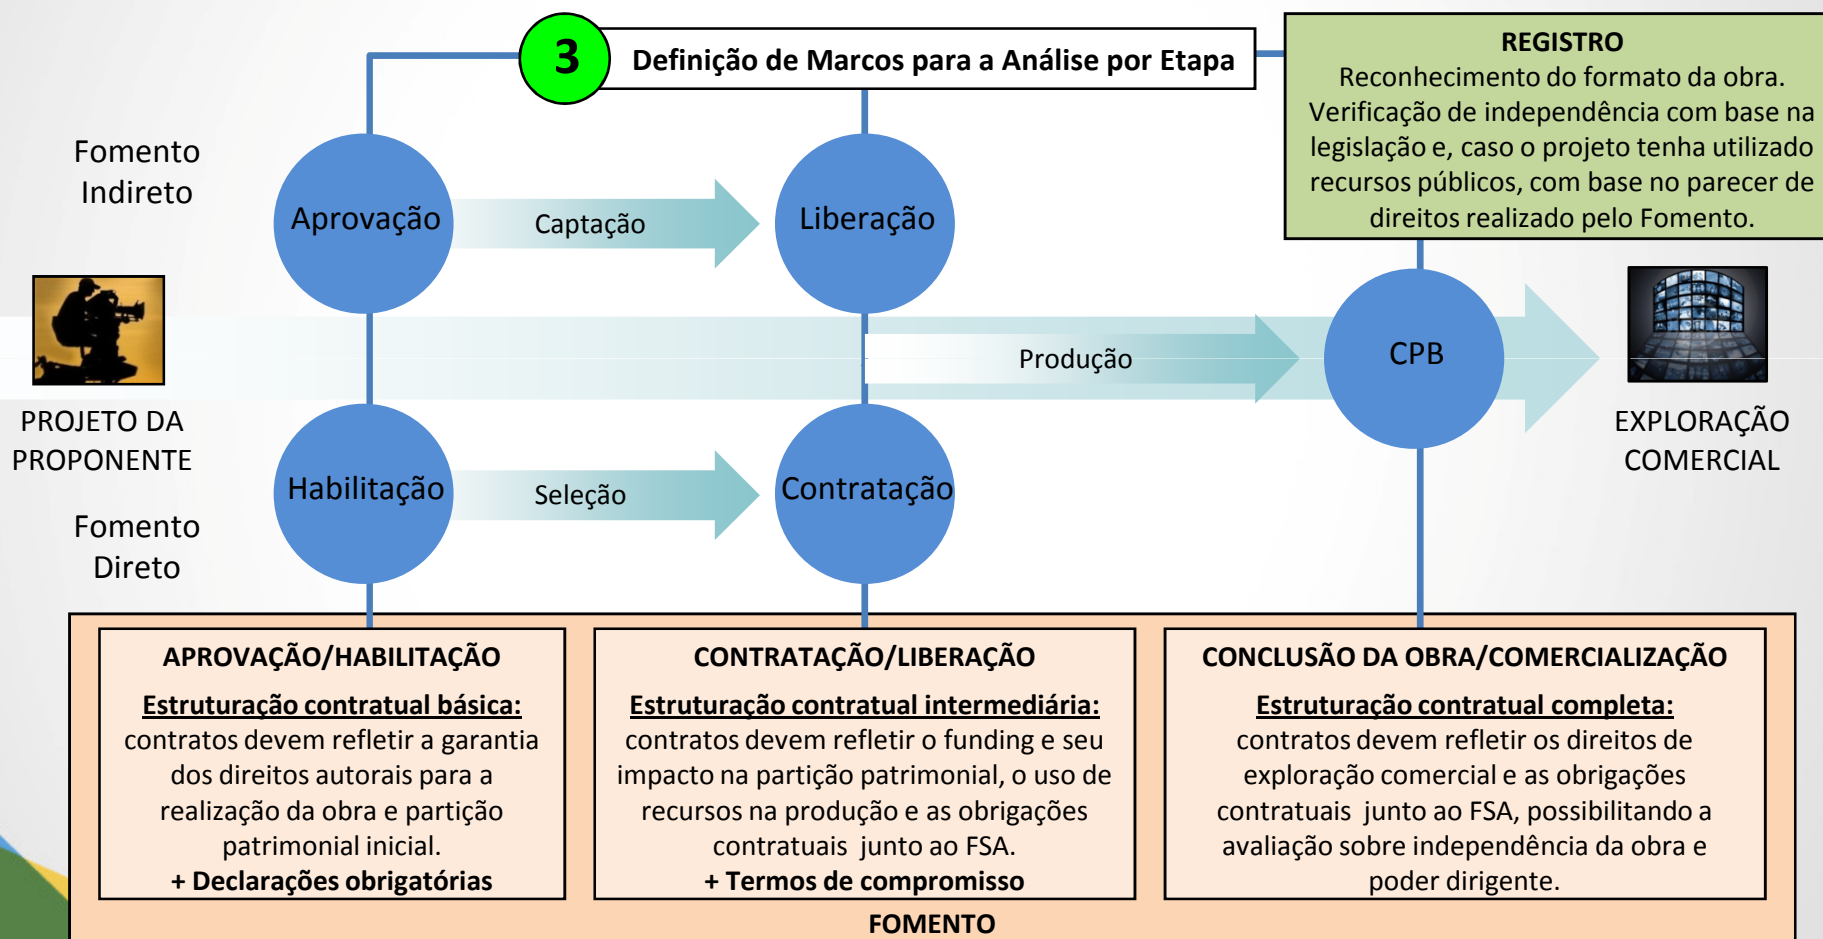 3
Definição de Marcos para a Análise por Etapa
REGISTRO
Reconhecimento do formato da obra.
Verificação de independência com base na
legislação e, caso o projeto tenha utilizado
recursos públicos, com base no parecer de
direitos realizado pelo Fomento.
Fomento
Indireto
Aprovação
Captação
Liberação
PROJETO DA
PROPONENTE
Produção
CPB
EXPLORAÇÃO
COMERCIAL
Fomento
Direto
Habilitação
Seleção
Contratação
APROVAÇÃO/HABILITAÇÃO
Estruturação contratual básica:
contratos devem refletir a garantia
dos direitos autorais para a
realização da obra e partição
patrimonial inicial.
+ Declarações obrigatórias
CONTRATAÇÃO/LIBERAÇÃO
Estruturação contratual intermediária:
contratos devem refletir o funding e seu
impacto na partição patrimonial, o uso de
recursos na produção e as obrigações
contratuais junto ao FSA.
+ Termos de compromisso
CONCLUSÃO DA OBRA/COMERCIALIZAÇÃO
Estruturação contratual completa:
contratos devem refletir os direitos de
exploração comercial e as obrigações
contratuais junto ao FSA, possibilitando a
avaliação sobre independência da obra e
poder dirigente.
FOMENTO